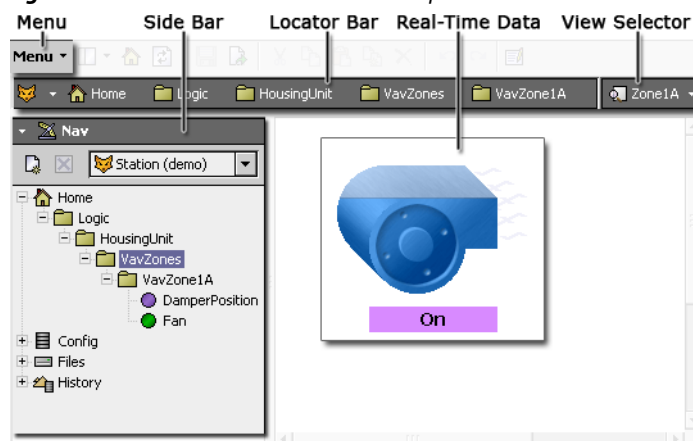 Menu Side Bar Locator Bar Real-Time Data View Selector
Menu
Home Logic HousingUnit VavZones VavZone1A Zone1A
Nav
Station (demo)
Home
Logic
HousingUnit
VavZones
VavZone1A
DamperPosition
Fan
Config
Files
History
On